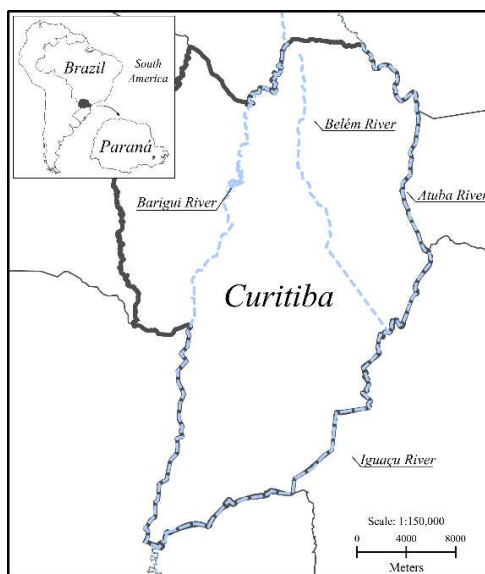 Brazil
South
America
Paraná
Belém River
Barigui River
Atuba River
Curitiba
Iguaçu River
Scale: 1:150,000
0 4000 8000
Meters